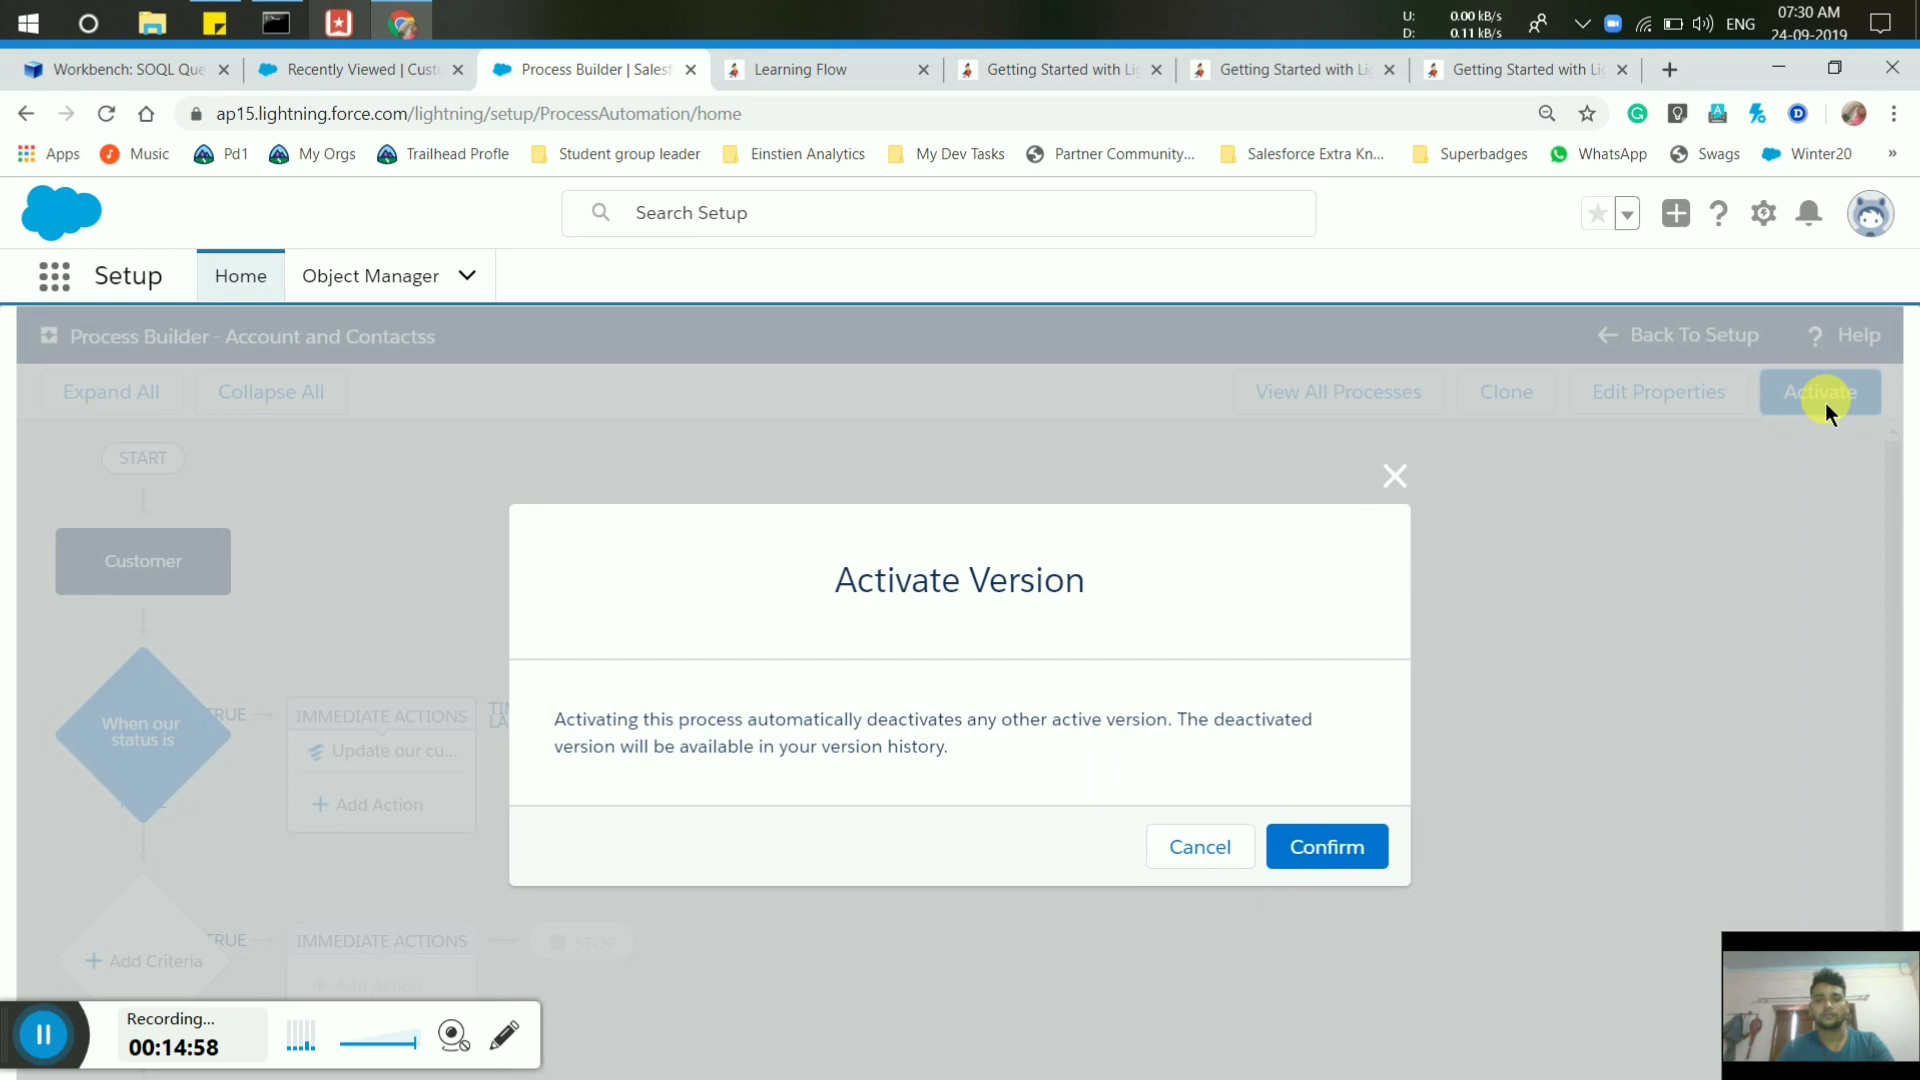 U: 0.00 kB/s
D: 0.11 kB/s
ENG
07:30 AM
24-09-2019
Workbench: SOQL Que
Recently Viewed | Cust
Process Builder | Salesf
Learning Flow
Getting Started with Li
Getting Started with Li
Getting Started with Li
ap15.lightning.force.com/lightning/setup/ProcessAutomation/home
Apps
Music
Pd1
My Orgs
Trailhead Profle
Student group leader
Einstien Analytics
My Dev Tasks
Partner Community...
Salesforce Extra Kn...
Superbadges
WhatsApp
Swags
Winter20
»
Search Setup
Setup
Home
Object Manager
Process Builder - Account and Contactss
Back To Setup
? Help
Expand All
Collapse All
View All Processes
Clone
Edit Properties
Activate
START
Customer
When our
status is
TRUE
IMMEDIATE ACTIONS
Update our cu...
+ Add Action
Activate Version
Activating this process automatically deactivates any other active version. The deactivated
version will be available in your version history.
Cancel
Confirm
+ Add Criteria
TRUE
IMMEDIATE ACTIONS
+ Add Action
STOP
Recording...
00:14:58